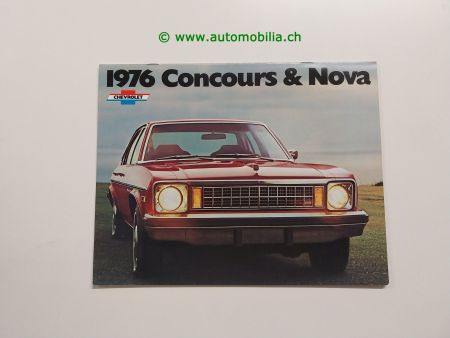 © www.automobilia.ch
1976 Concours & Nova
CHEVROLET